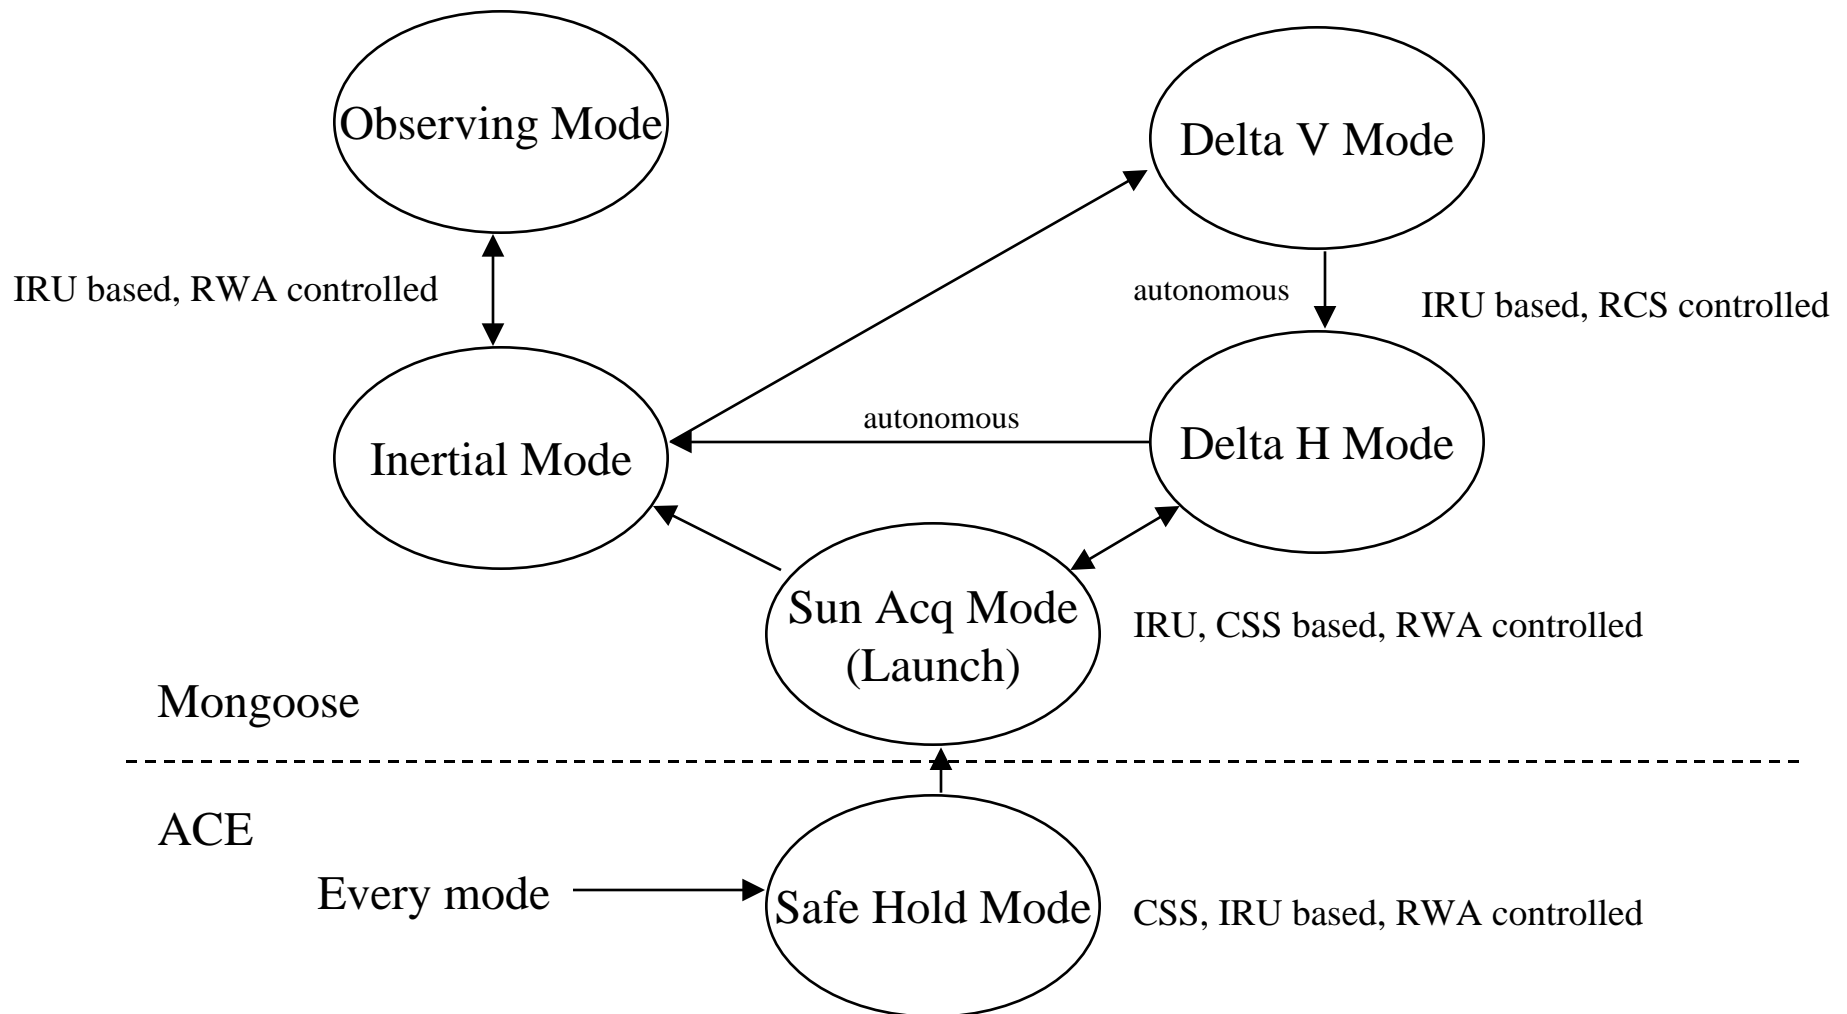 Observing Mode
Delta V Mode
IRU based, RWA controlled
autonomous
IRU based, RCS controlled
autonomous
Inertial Mode
Delta H Mode
Sun Acq Mode
(Launch)
IRU, CSS based, RWA controlled
Mongoose
ACE
Every mode
Safe Hold Mode
CSS, IRU based, RWA controlled